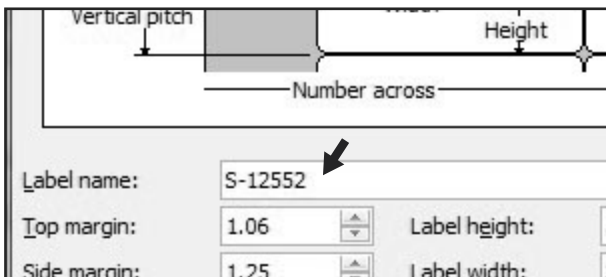 Vertical pitch
Height
Number across
Label name: S-12552
Top margin: 1.06 Label height:
Side margin: 1.25 Label width: